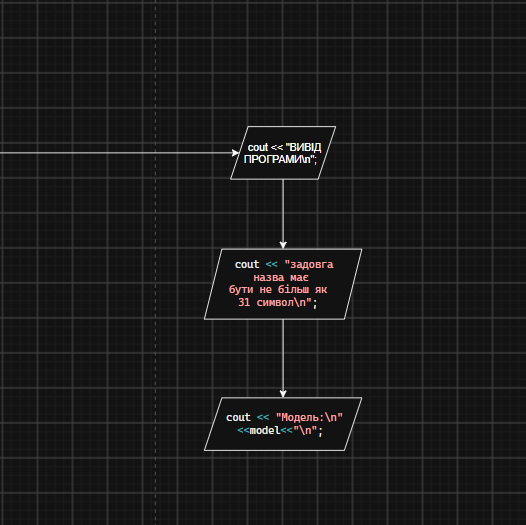 cout << "ВИВІД
ПРОГРАМИ\n";
cout << "задовга
назва має
бути не більш як
31 символ\n";
cout << "Модель:\n"
<<model<<"\n";